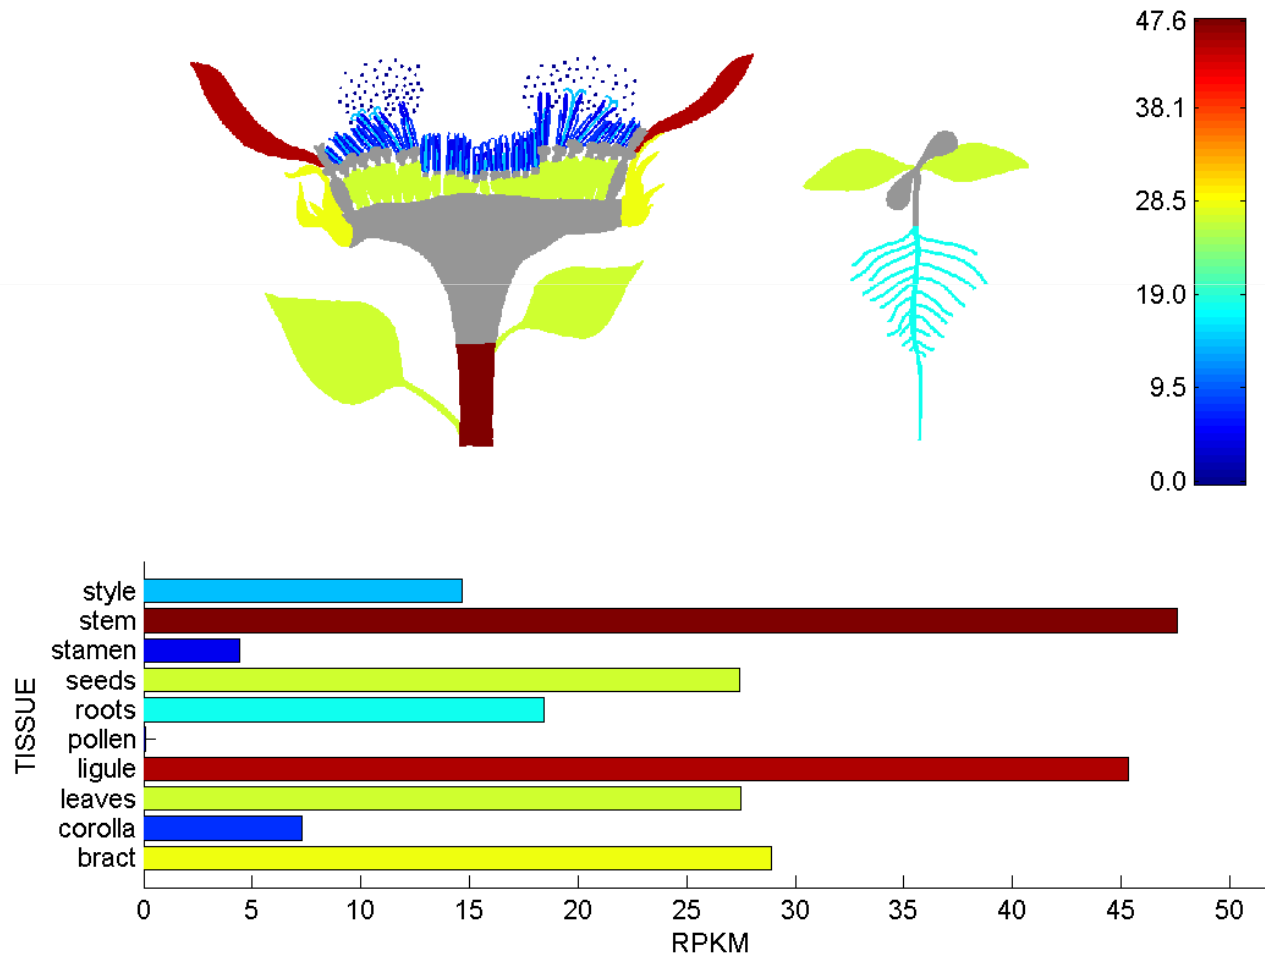 47.6
38.1
28.5
19.0
9.5
0.0
TISSUE
style
stem
stamen
seeds
roots
pollen
ligule
leaves
corolla
bract
0 5 10 15 20 25 30 35 40 45 50
RPKM